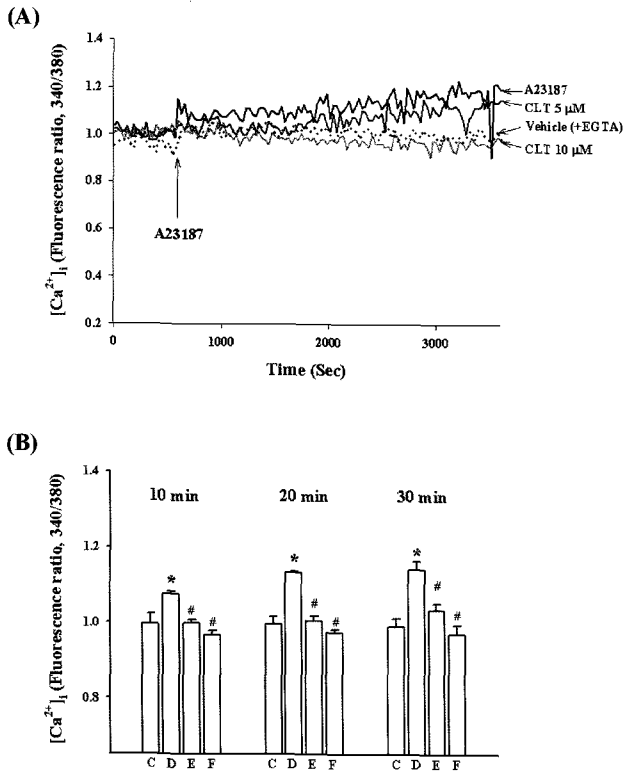 (A)
[Ca²⁺]ᵢ (Fluorescence ratio, 340/380)
1.4
1.2
1.0
0.8
0.6
0.4
0.2
A23187
CLT 5 µM
Vehicle (+EGTA)
CLT 10 µM
A23187
0
1000
2000
3000
Time (Sec)
(B)
[Ca²⁺]ᵢ (Fluorescence ratio, 340/380)
1.4
1.2
1.0
0.8
10 min
20 min
30 min
*
#
#
*
#
#
*
#
#
C D E F
C D E F
C D E F